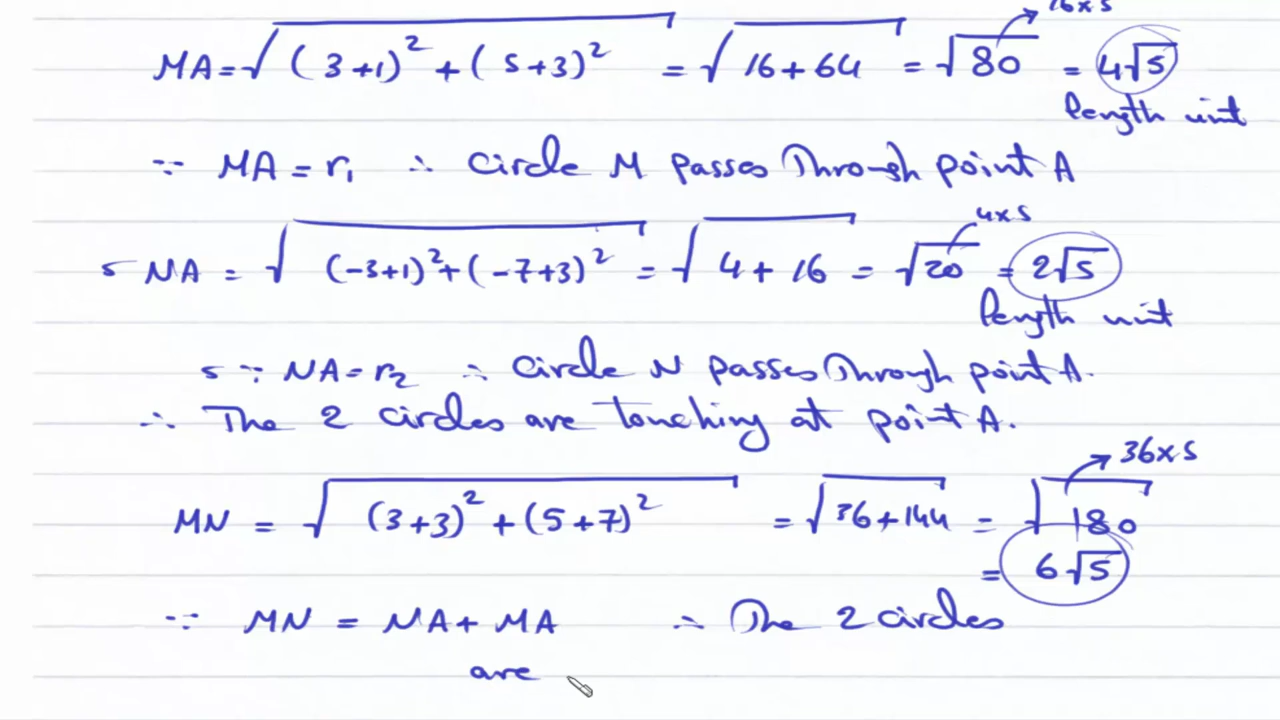 16×5
MA=√(3+1)²+(5+3)² = √16+64 = √80 = 4√5
length unit
∵ MA = r₁ ∴ circle M passes through point A
4×5
, NA = √(-3+1)²+(-7+3)² = √4+16 = √20 = 2√5
length unit
, ∵ NA = r₂ ∴ circle N passes through point A.
∴ The 2 circles are touching at point A.
36×5
MN = √(3+3)²+(5+7)² = √36+144 = √180
= 6√5
∵ MN = NA + MA ∴ The 2 circles
are